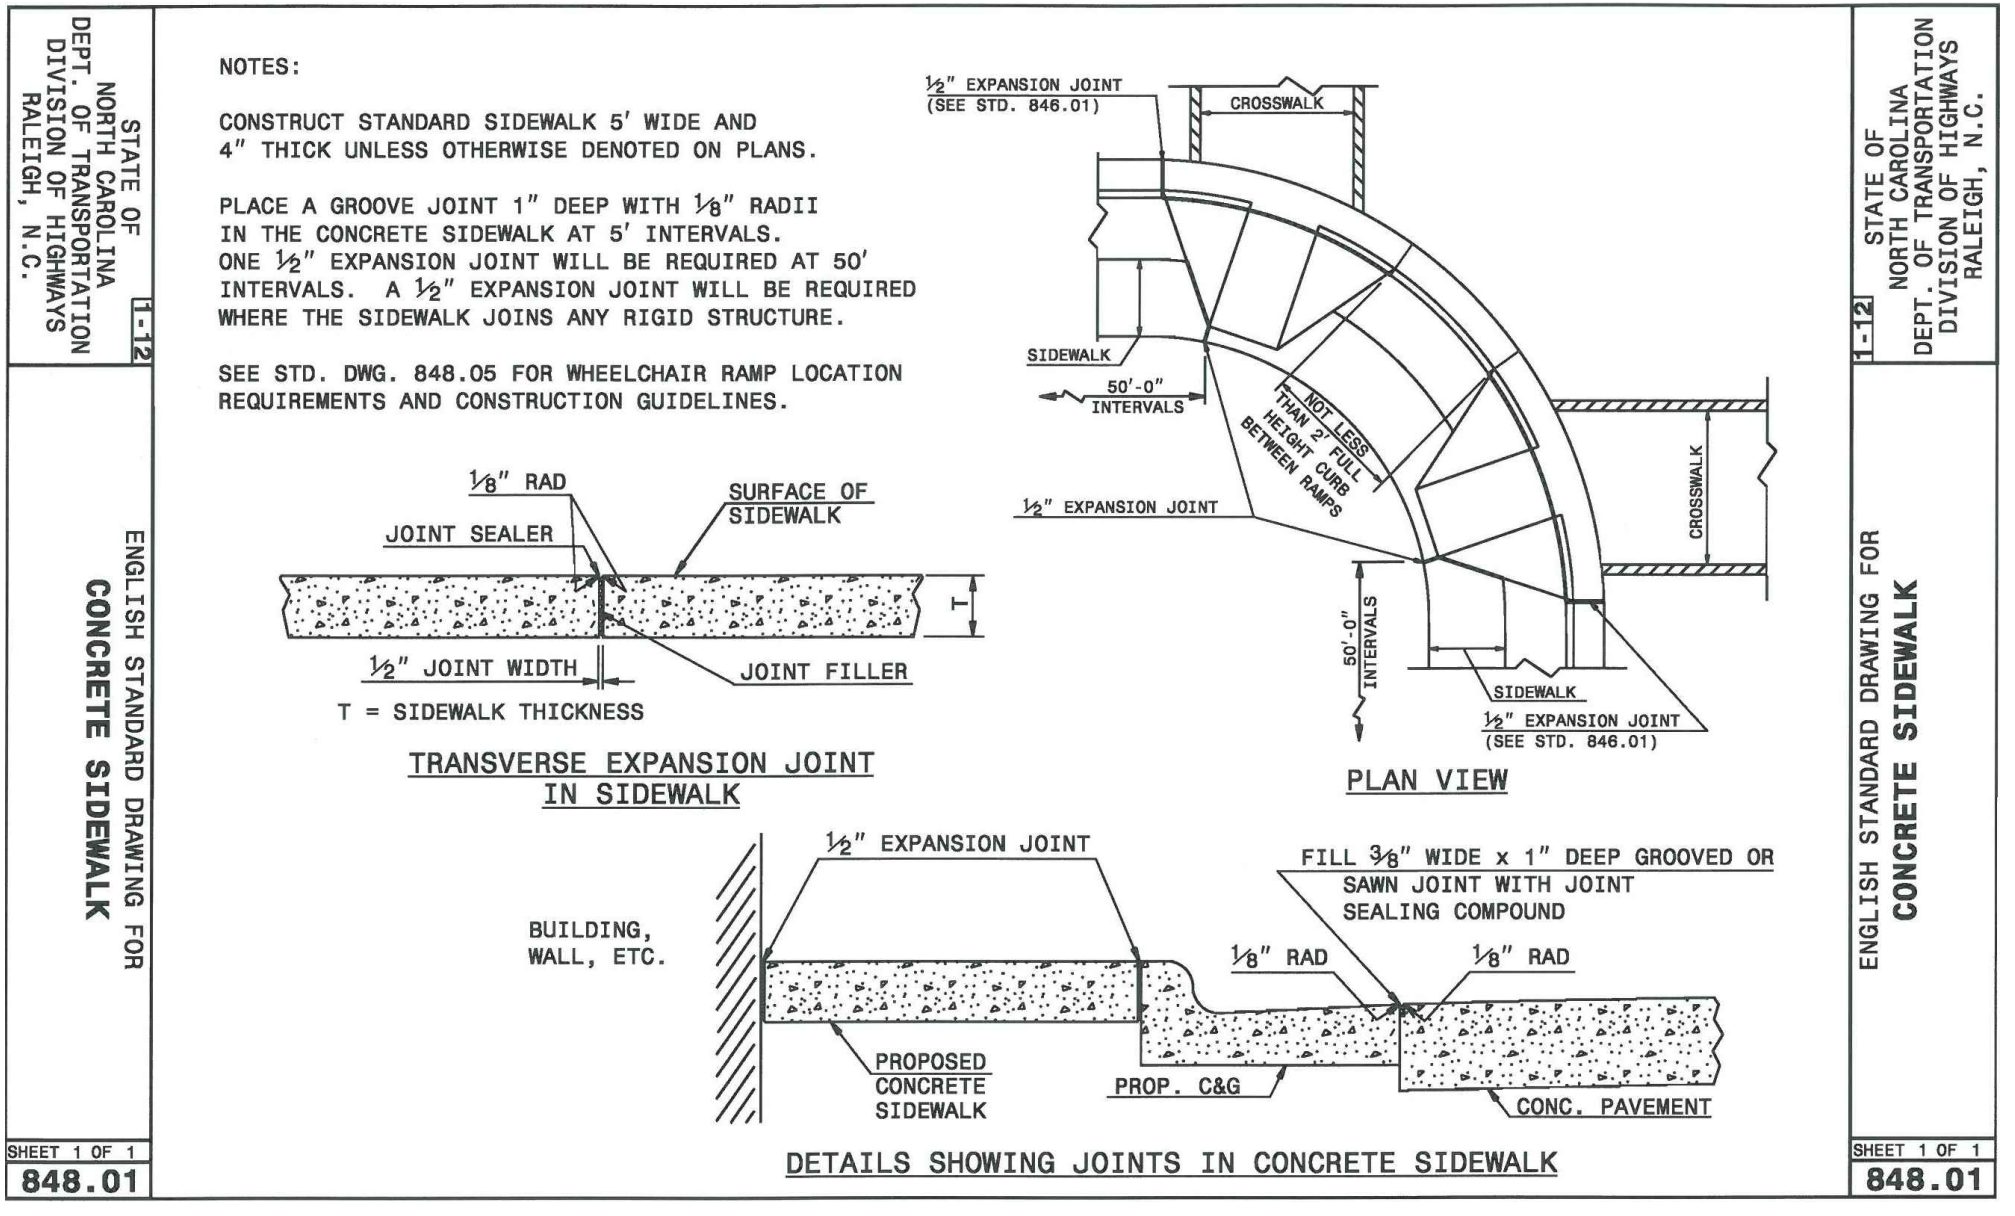 STATE OF
NORTH CAROLINA
DEPT. OF TRANSPORTATION
DIVISION OF HIGHWAYS
RALEIGH, N.C.
1-12
ENGLISH STANDARD DRAWING FOR
CONCRETE SIDEWALK
SHEET 1 OF 1
848.01
NOTES:
CONSTRUCT STANDARD SIDEWALK 5' WIDE AND
4" THICK UNLESS OTHERWISE DENOTED ON PLANS.
PLACE A GROOVE JOINT 1" DEEP WITH 1/8" RADII
IN THE CONCRETE SIDEWALK AT 5' INTERVALS.
ONE 1/2" EXPANSION JOINT WILL BE REQUIRED AT 50'
INTERVALS. A 1/2" EXPANSION JOINT WILL BE REQUIRED
WHERE THE SIDEWALK JOINS ANY RIGID STRUCTURE.
SEE STD. DWG. 848.05 FOR WHEELCHAIR RAMP LOCATION
REQUIREMENTS AND CONSTRUCTION GUIDELINES.
1/8" RAD
JOINT SEALER
SURFACE OF
SIDEWALK
T
1/2" JOINT WIDTH
JOINT FILLER
T = SIDEWALK THICKNESS
TRANSVERSE EXPANSION JOINT
IN SIDEWALK
1/2" EXPANSION JOINT
(SEE STD. 846.01)
CROSSWALK
SIDEWALK
50'-0"
INTERVALS
NOT LESS
THAN 2' FULL
HEIGHT CURB
BETWEEN RAMPS
1/2" EXPANSION JOINT
CROSSWALK
50'-0"
INTERVALS
SIDEWALK
1/2" EXPANSION JOINT
(SEE STD. 846.01)
PLAN VIEW
1/2" EXPANSION JOINT
BUILDING,
WALL, ETC.
FILL 3/8" WIDE x 1" DEEP GROOVED OR
SAWN JOINT WITH JOINT
SEALING COMPOUND
1/8" RAD
1/8" RAD
PROPOSED
CONCRETE
SIDEWALK
PROP. C&G
CONC. PAVEMENT
DETAILS SHOWING JOINTS IN CONCRETE SIDEWALK
STATE OF
NORTH CAROLINA
DEPT. OF TRANSPORTATION
DIVISION OF HIGHWAYS
RALEIGH, N.C.
1-12
ENGLISH STANDARD DRAWING FOR
CONCRETE SIDEWALK
SHEET 1 OF 1
848.01